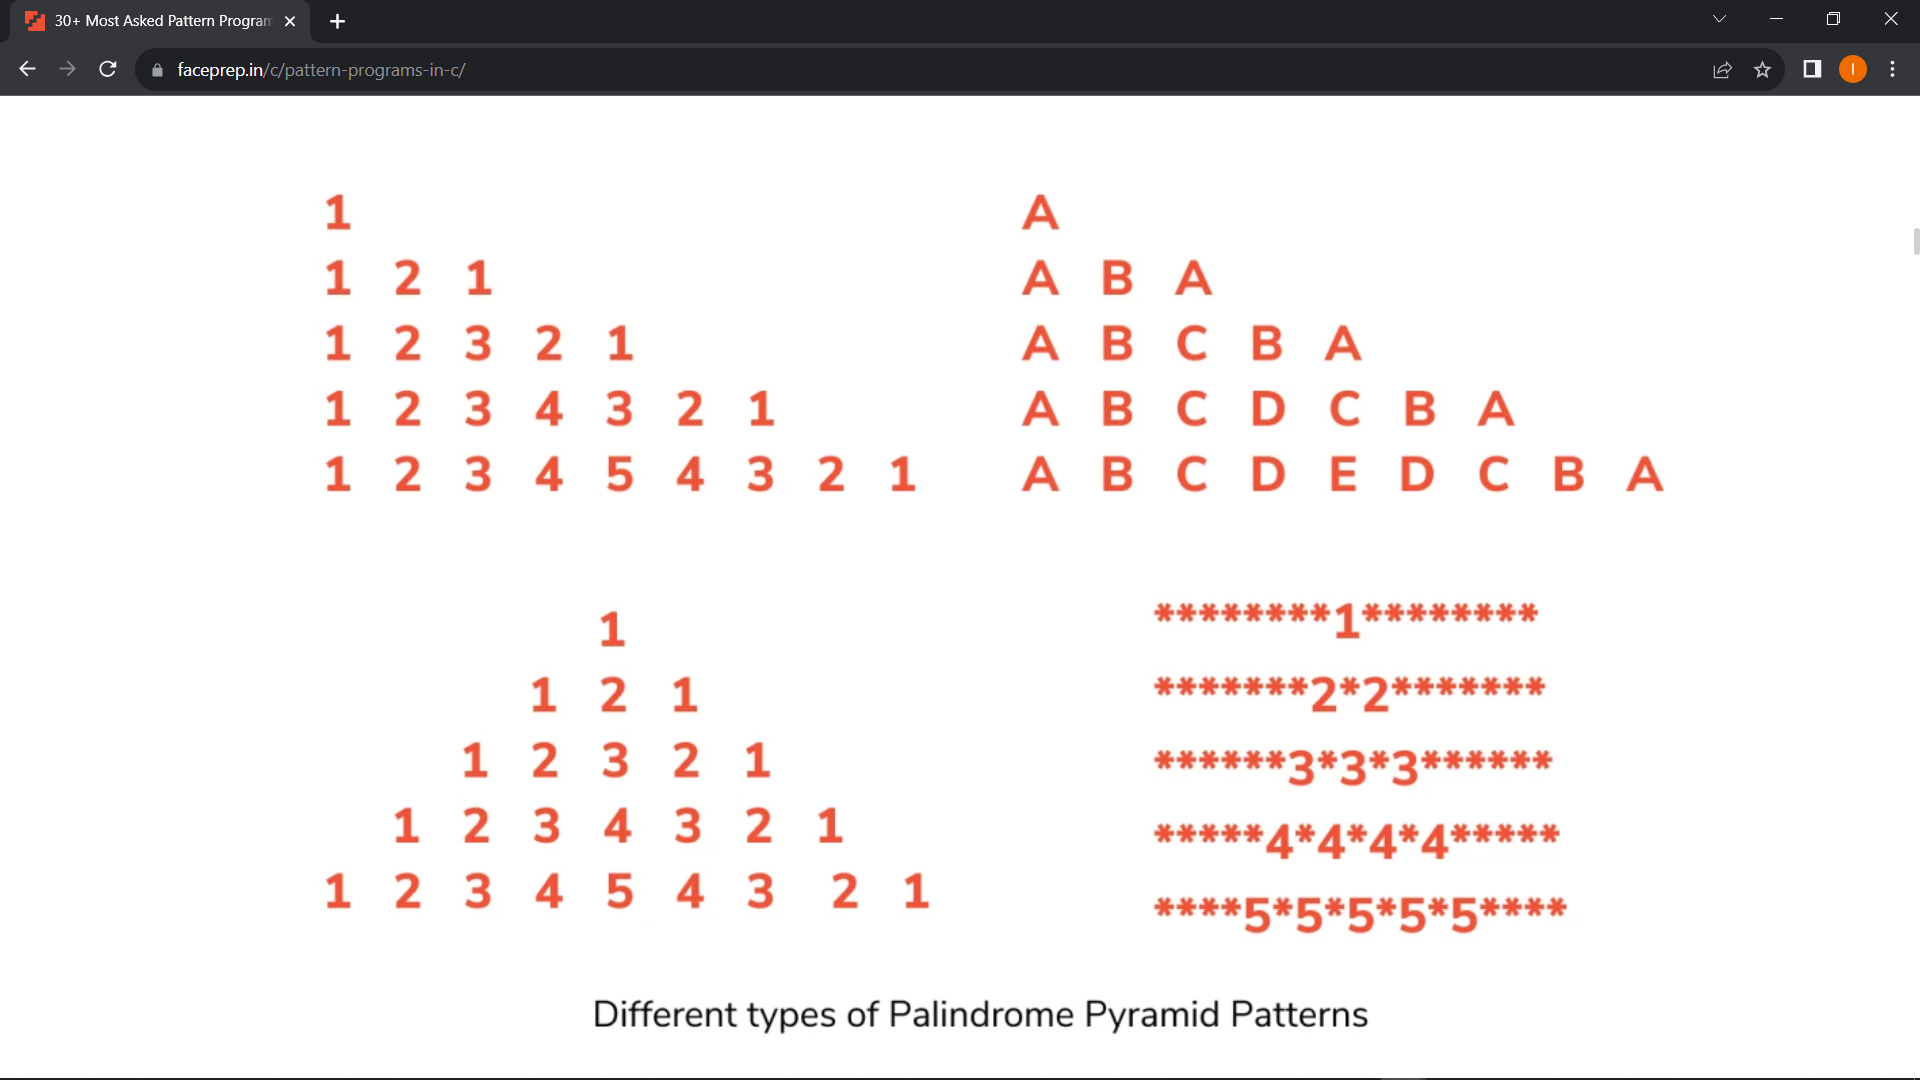 30+ Most Asked Pattern Program
faceprep.in/c/pattern-programs-in-c/
I
1
1 2 1
1 2 3 2 1
1 2 3 4 3 2 1
1 2 3 4 5 4 3 2 1
A
A B A
A B C B A
A B C D C B A
A B C D E D C B A
1
1 2 1
1 2 3 2 1
1 2 3 4 3 2 1
1 2 3 4 5 4 3 2 1
********1********
*******2*2*******
******3*3*3******
*****4*4*4*4*****
****5*5*5*5*5****
Different types of Palindrome Pyramid Patterns